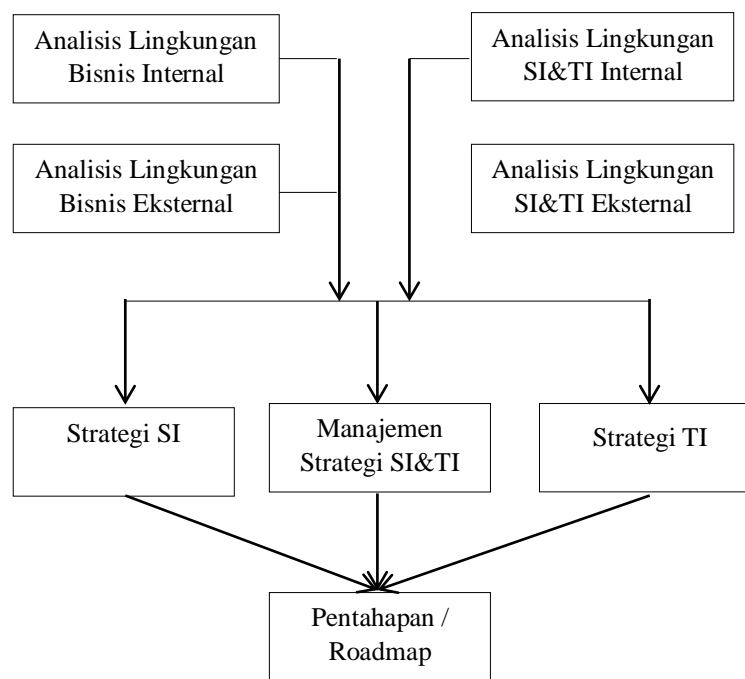 Analisis Lingkungan
Bisnis Internal
Analisis Lingkungan
SI&TI Internal
Analisis Lingkungan
Bisnis Eksternal
Analisis Lingkungan
SI&TI Eksternal
Strategi SI
Manajemen
Strategi SI&TI
Strategi TI
Pentahapan /
Roadmap